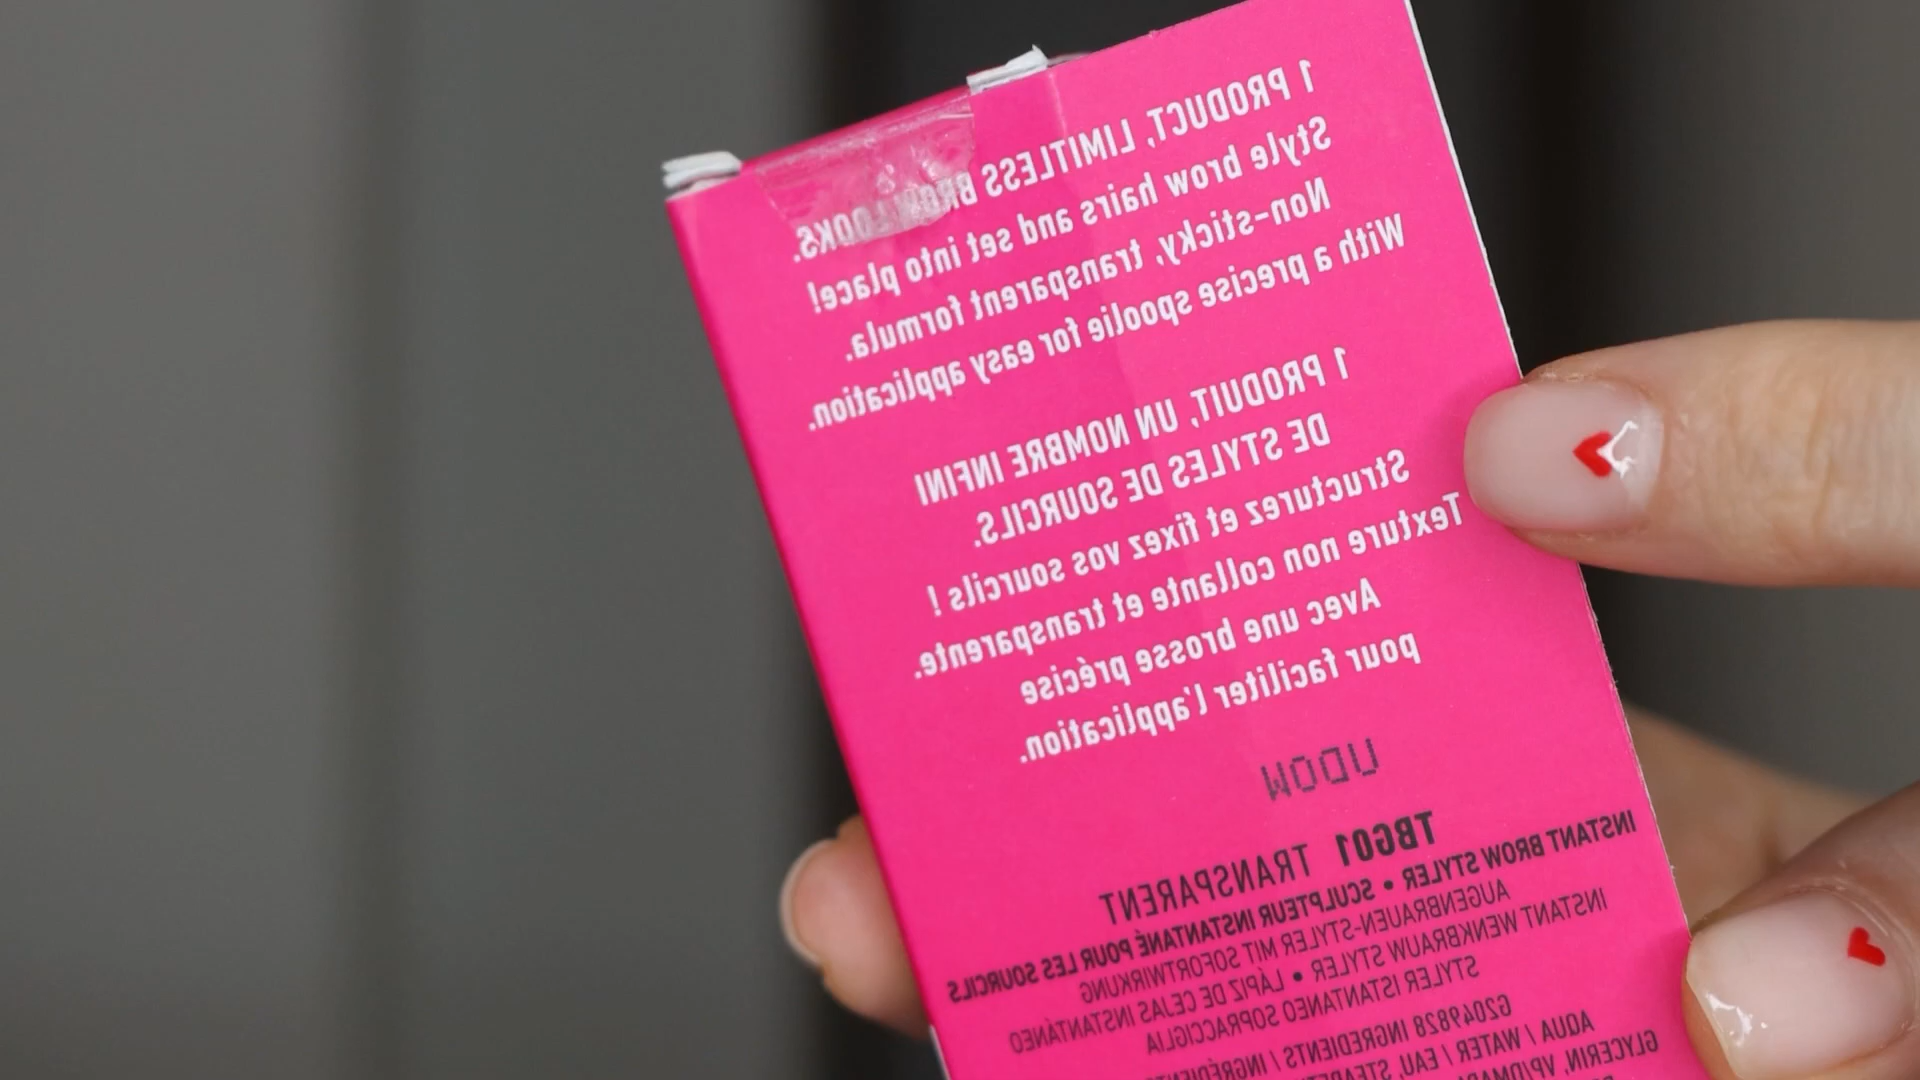 1 PRODUCT, LIMITLESS BROW LOOKS.
Style brow hairs and set into place!
Non-sticky, transparent formula.
With a precise spoolie for easy application.
1 PRODUIT, UN NOMBRE INFINI
DE STYLES DE SOURCILS.
Structurez et fixez vos sourcils !
Texture non collante et transparente.
Avec une brosse précise
pour faciliter l'application.
UDOW
TBG01 TRANSPARENT
INSTANT BROW STYLER • SCULPTEUR INSTANTANÉ POUR LES SOURCILS
AUGENBRAUEN-STYLER MIT SOFORTWIRKUNG
INSTANT WENKBRAUW STYLER • LÁPIZ DE CEJAS INSTANTÁNEO
STYLER ISTANTANEO SOPRACCIGLIA
G2049828 INGREDIENTS / INGRÉDIENTS
AQUA / WATER / EAU,
GLYCERIN,